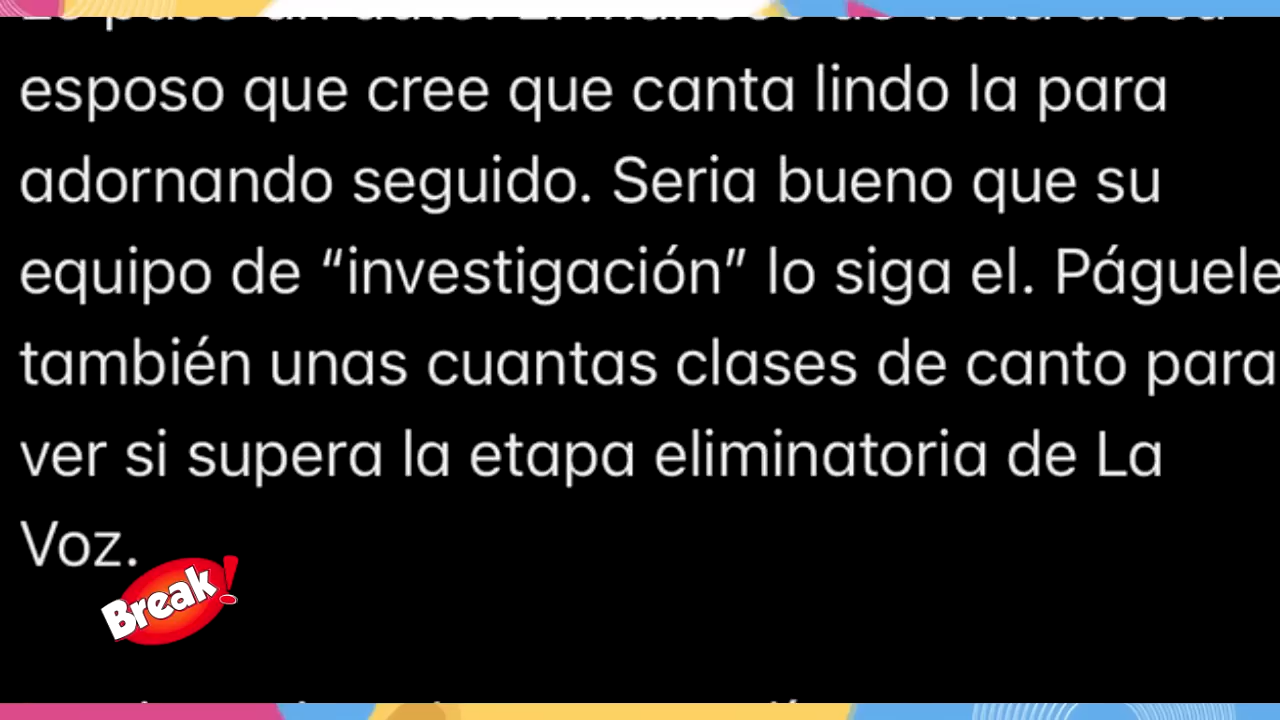 esposo que cree que canta lindo la para
adornando seguido. Seria bueno que su
equipo de “investigación” lo siga el. Páguele
también unas cuantas clases de canto para
ver si supera la etapa eliminatoria de La
Voz.
Break!